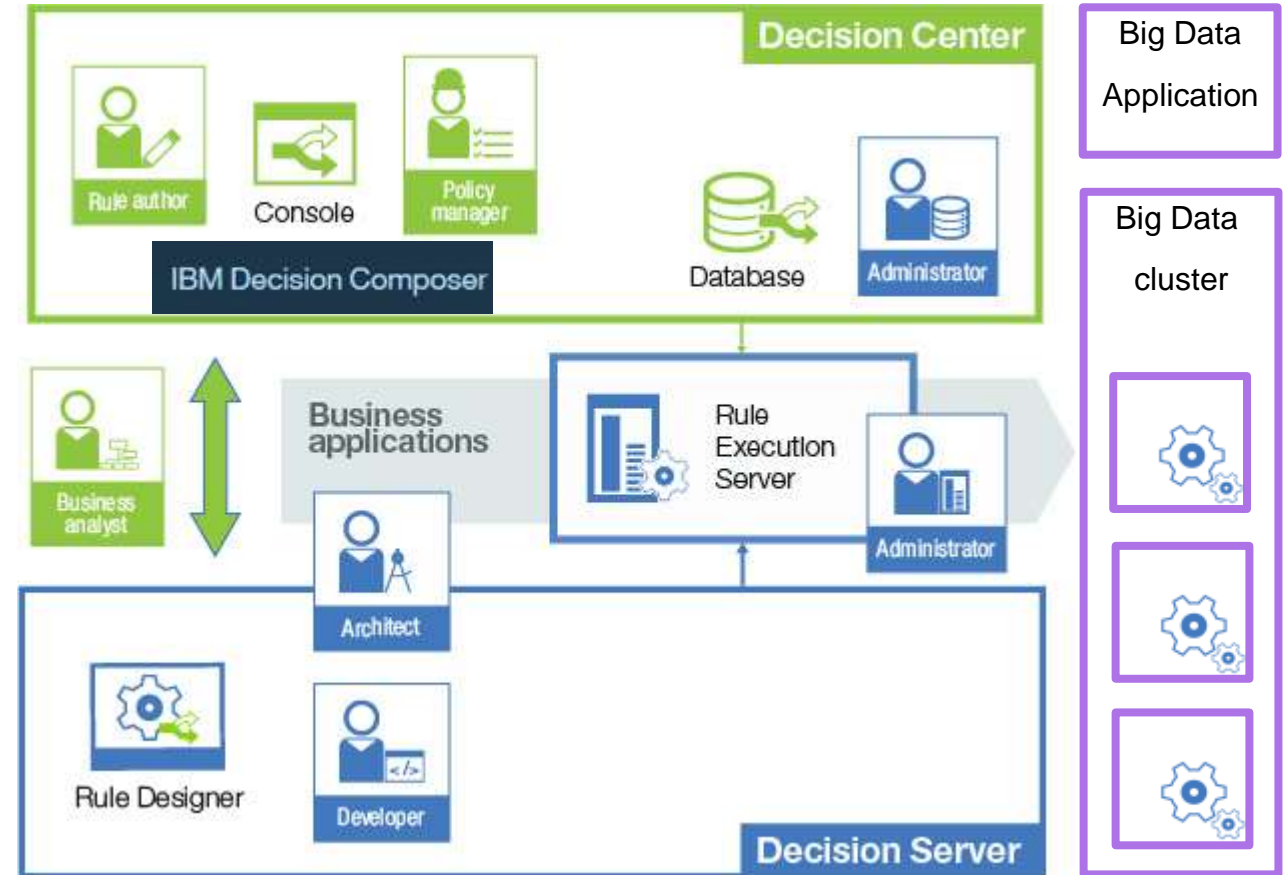 Decision Center
Rule author
Console
Policy
manager
IBM Decision Composer
Database
Administrator
Big Data
Application
Big Data
cluster
Business
analyst
Business
applications
Rule
Execution
Server
Administrator
Architect
Rule Designer
</>
Developer
Decision Server